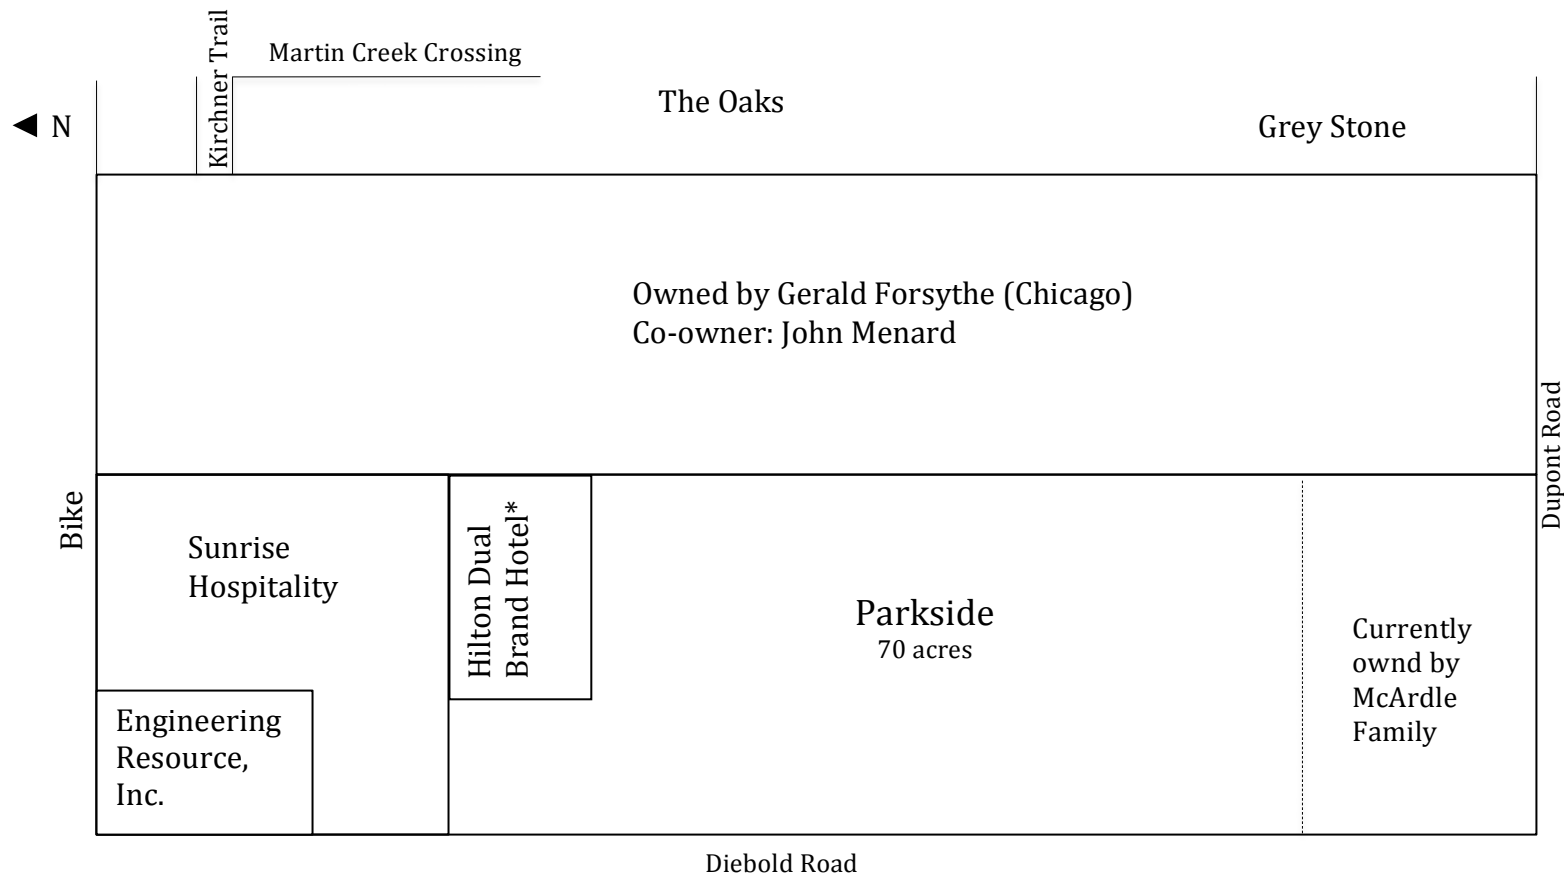 Kirchner Trail
Martin Creek Crossing
The Oaks
N
Grey Stone
Owned by Gerald Forsythe (Chicago)
Co-owner: John Menard
Dupont Road
Bike
Sunrise
Hospitality
Hilton Dual
Brand Hotel*
Parkside
70 acres
Currently
ownd by
McArdle
Family
Engineering
Resource,
Inc.
Diebold Road